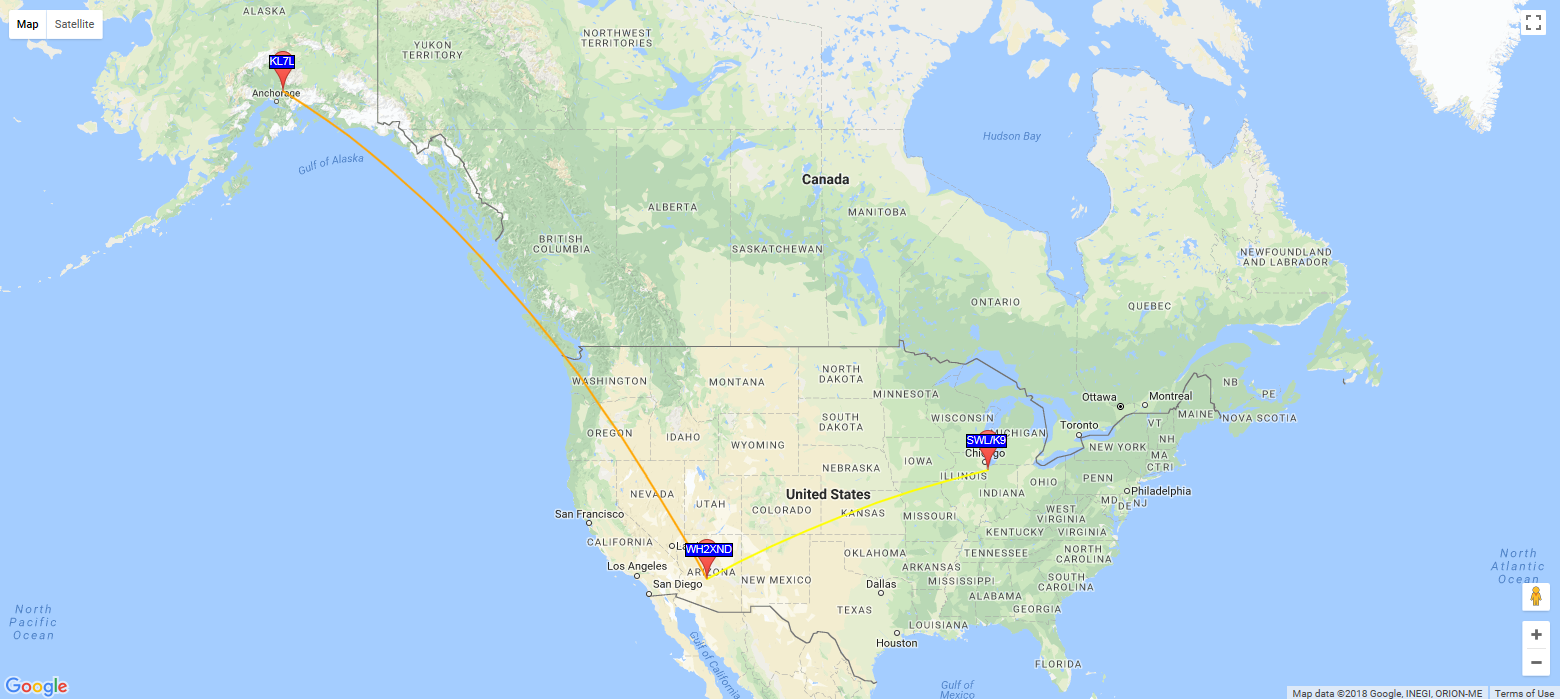 Map
Satellite
ALASKA
KL7L
Anchorage
Gulf of Alaska
YUKON
TERRITORY
NORTHWEST
TERRITORIES
Hudson Bay
Canada
ALBERTA
MANITOBA
BRITISH
COLUMBIA
SASKATCHEWAN
NEWFOUNDLAND
AND LABRADOR
ONTARIO
QUEBEC
WASHINGTON
MONTANA
NORTH
DAKOTA
MINNESOTA
Ottawa
Montreal
NB
PE
MAINE
NOVA SCOTIA
OREGON
IDAHO
WYOMING
SOUTH
DAKOTA
WISCONSIN
MICHIGAN
Toronto
VT
NH
NEW YORK
MA
CT
RI
SWL/K9
Chicago
IOWA
ILLINOIS
NEBRASKA
INDIANA
OHIO
PENN
Philadelphia
MD
DE
NJ
NEVADA
UTAH
United States
COLORADO
KANSAS
MISSOURI
WEST
VIRGINIA
KENTUCKY
VIRGINIA
San Francisco
CALIFORNIA
WH2XND
Los Angeles
San Diego
ARIZONA
NEW MEXICO
OKLAHOMA
ARKANSAS
TENNESSEE
NORTH
CAROLINA
MISSISSIPPI
SOUTH
CAROLINA
Dallas
ALABAMA
TEXAS
GEORGIA
LOUISIANA
Houston
FLORIDA
Gulf of California
Gulf of
Mexico
North
Pacific
Ocean
North
Atlantic
Ocean
Google
Map data ©2018 Google, INEGI, ORION-ME
Terms of Use